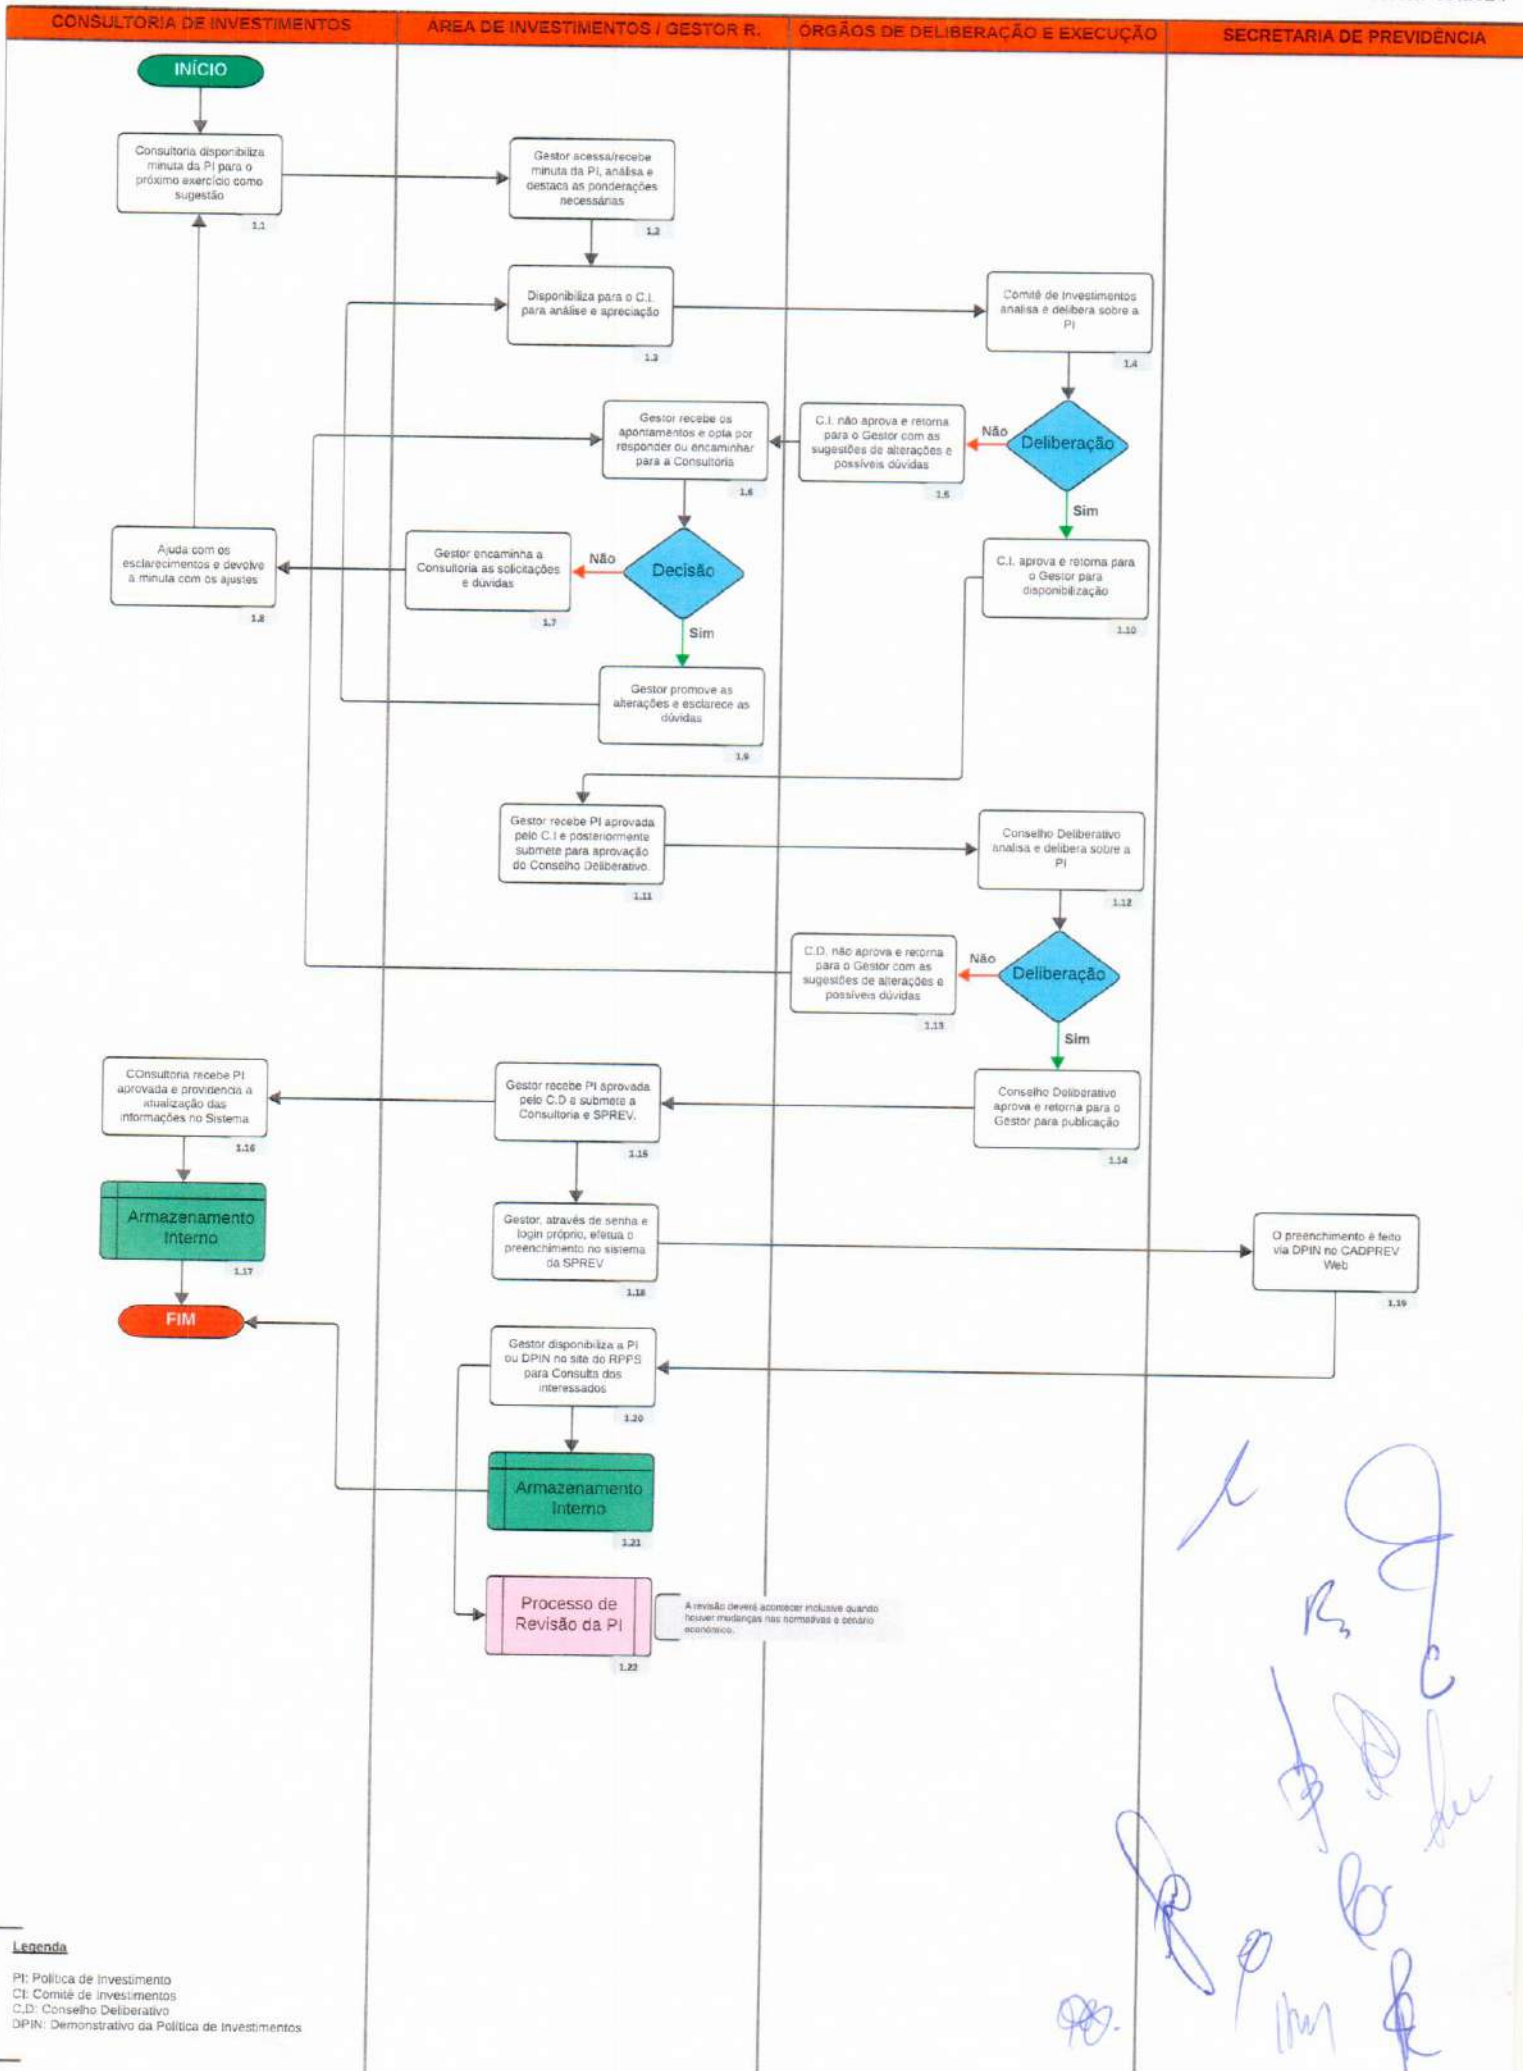 CONSULTORIA DE INVESTIMENTOS
ÁREA DE INVESTIMENTOS / GESTOR R.
ÓRGÃOS DE DELIBERAÇÃO E EXECUÇÃO
SECRETARIA DE PREVIDÊNCIA
INÍCIO
Consultoria disponibiliza
minuta da PI para o
próximo exercício como
sugestão
1.1
Gestor acessa/recebe
minuta da PI, análisa e
destaca as ponderações
necessárias
1.2
Disponibiliza para o C.I.
para análise e apreciação
1.3
Comitê de Investimentos
analisa e delibera sobre a
PI
1.4
Deliberação
Não
Sim
C.I. não aprova e retorna
para o Gestor com as
sugestões de alterações e
possíveis dúvidas
1.5
Gestor recebe os
apontamentos e opta por
responder ou encaminhar
para a Consultoria
1.6
Decisão
Não
Sim
Gestor encaminha a
Consultoria as solicitações
e dúvidas
1.7
Ajuda com os
esclarecimentos e devolve
a minuta com os ajustes
1.8
Gestor promove as
alterações e esclarece as
dúvidas
1.9
C.I. aprova e retorna para
o Gestor para
disponibilização
1.10
Gestor recebe PI aprovada
pelo C.I e posteriormente
submete para aprovação
do Conselho Deliberativo.
1.11
Conselho Deliberativo
analisa e delibera sobre a
PI
1.12
Deliberação
Não
Sim
C.D. não aprova e retorna
para o Gestor com as
sugestões de alterações e
possíveis dúvidas
1.13
Conselho Deliberativo
aprova e retorna para o
Gestor para publicação
1.14
Gestor recebe PI aprovada
pelo C.D e submete a
Consultoria e SPREV.
1.15
COnsultoria recebe PI
aprovada e providencia a
atualização das
informações no Sistema
1.16
Armazenamento
Interno
1.17
FIM
Gestor, através de senha e
login próprio, efetua o
preenchimento no sistema
da SPREV
1.18
O preenchimento é feito
via DPIN no CADPREV
Web
1.19
Gestor disponibiliza a PI
ou DPIN no site do RPPS
para Consulta dos
interessados
1.20
Armazenamento
Interno
1.21
Processo de
Revisão da PI
1.22
A revisão deverá acontecer inclusive quando
houver mudanças nas normativas e cenário
econômico.
Legenda
PI: Política de Investimento
CI: Comitê de Investimentos
C.D: Conselho Deliberativo
DPIN: Demonstrativo da Política de Investimentos